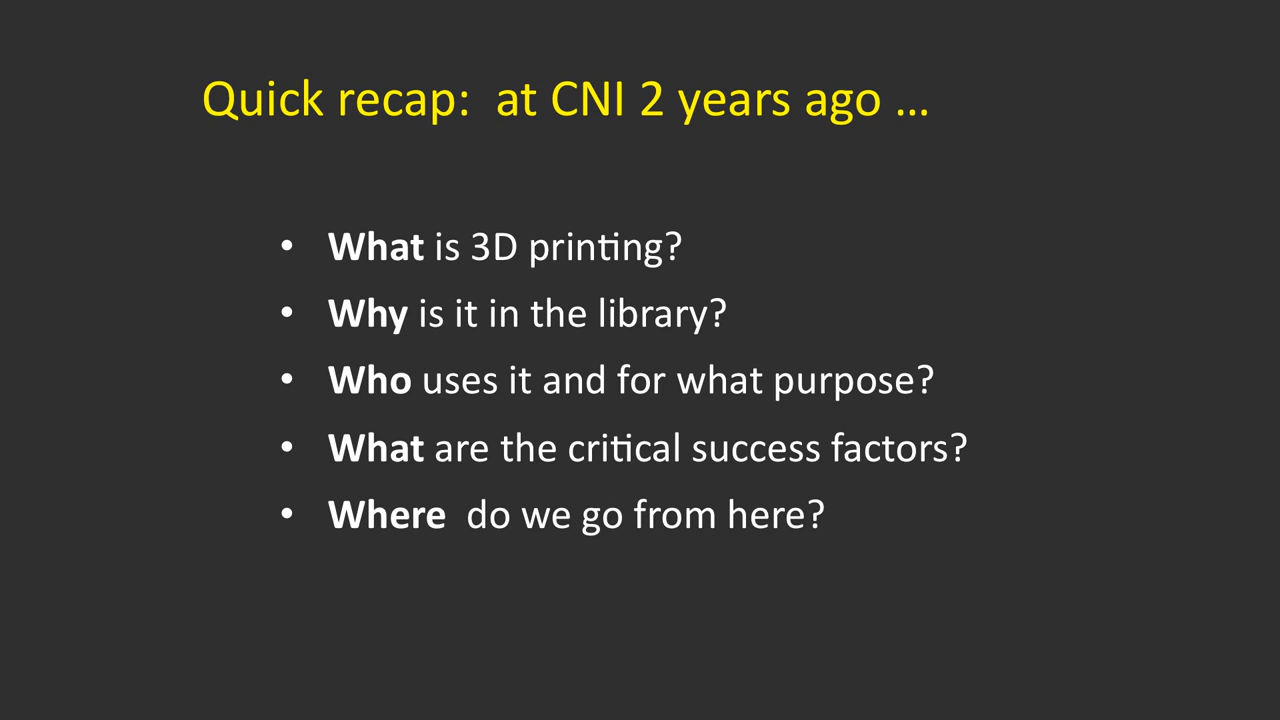 Quick recap:  at CNI 2 years ago ...
• What is 3D printing?
• Why is it in the library?
• Who uses it and for what purpose?
• What are the critical success factors?
• Where  do we go from here?